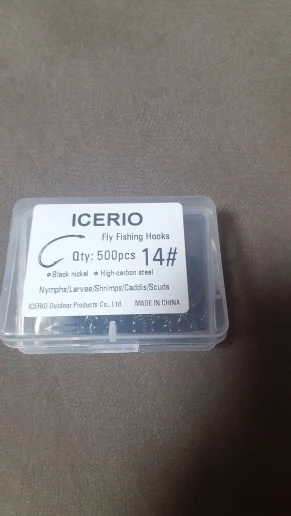 ICERIO
Fly Fishing Hooks
Qty: 500pcs 14#
Black nickel High-carbon steel
Nymphs/Larvae/Shrimps/Caddis/Scuds
ICERIO Outdoor Products Co., Ltd. MADE IN CHINA